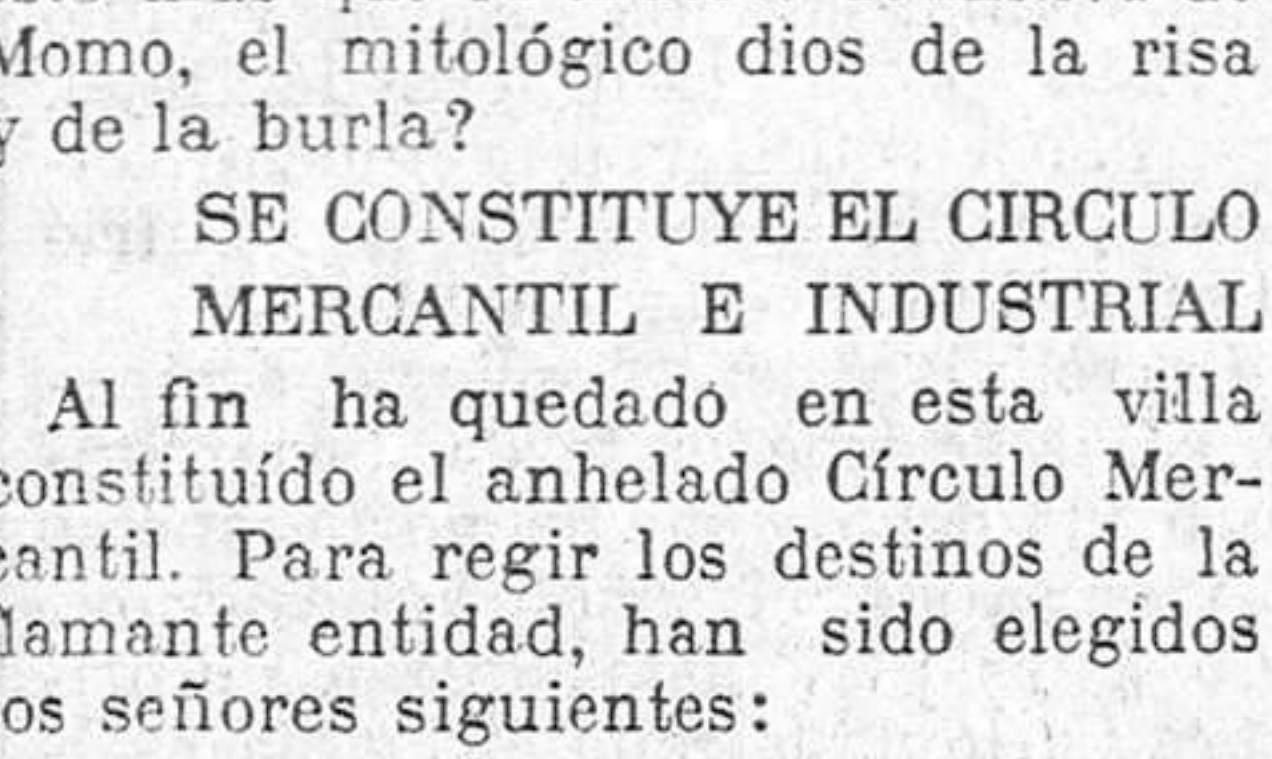 Momo, el mitológico dios de la risa
y de la burla?
SE CONSTITUYE EL CIRCULO
MERCANTIL E INDUSTRIAL
Al fin ha quedado en esta villa
constituído el anhelado Círculo Mer-
cantil. Para regir los destinos de la
flamante entidad, han sido elegidos
los señores siguientes: